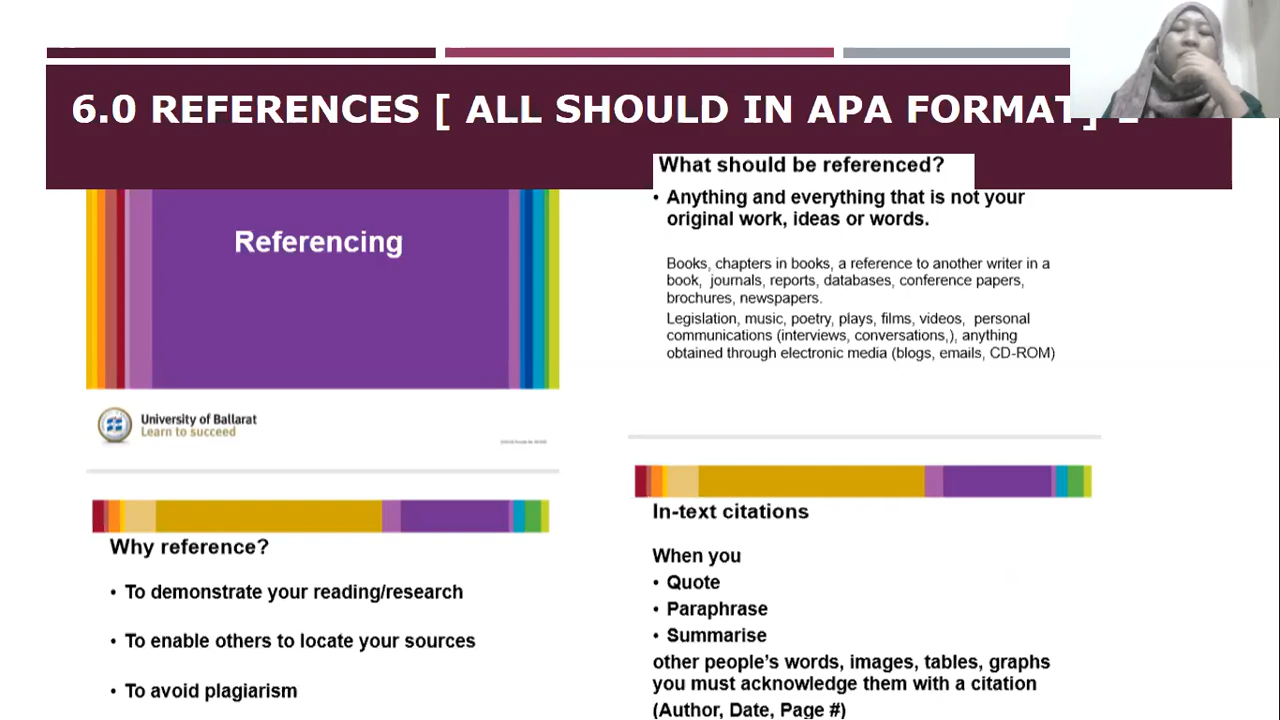 6.0 REFERENCES [ ALL SHOULD IN APA FORMAT]
Referencing
University of Ballarat
Learn to succeed
Why reference?
• To demonstrate your reading/research
• To enable others to locate your sources
• To avoid plagiarism
What should be referenced?
• Anything and everything that is not your
original work, ideas or words.
Books, chapters in books, a reference to another writer in a
book, journals, reports, databases, conference papers,
brochures, newspapers.
Legislation, music, poetry, plays, films, videos, personal
communications (interviews, conversations,), anything
obtained through electronic media (blogs, emails, CD-ROM)
In-text citations
When you
• Quote
• Paraphrase
• Summarise
other people's words, images, tables, graphs
you must acknowledge them with a citation
(Author, Date, Page #)